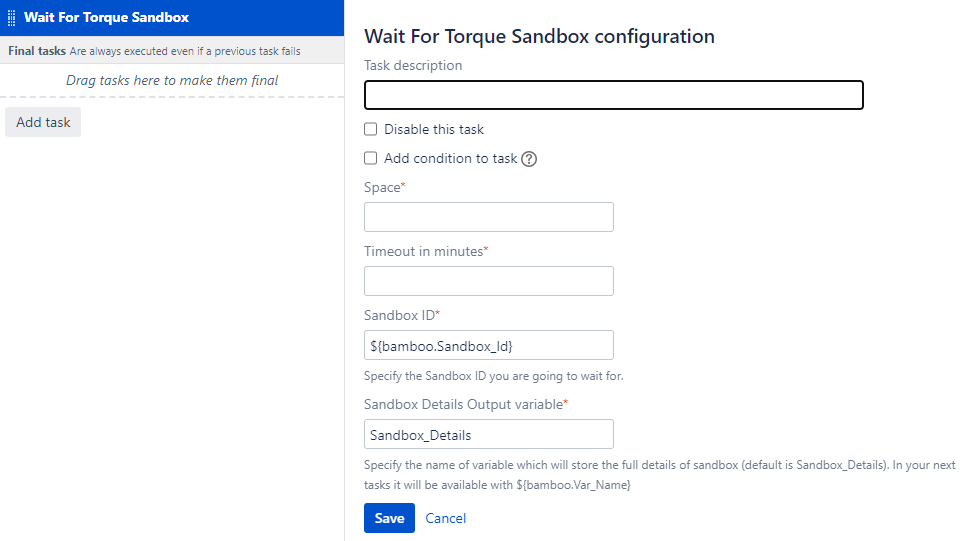 Wait For Torque Sandbox
Final tasks Are always executed even if a previous task fails
Drag tasks here to make them final
Add task
Wait For Torque Sandbox configuration
Task description
Disable this task
Add condition to task ?
Space*
Timeout in minutes*
Sandbox ID*
${bamboo.Sandbox_Id}
Specify the Sandbox ID you are going to wait for.
Sandbox Details Output variable*
Sandbox_Details
Specify the name of variable which will store the full details of sandbox (default is Sandbox_Details). In your next
tasks it will be available with ${bamboo.Var_Name}
Save Cancel